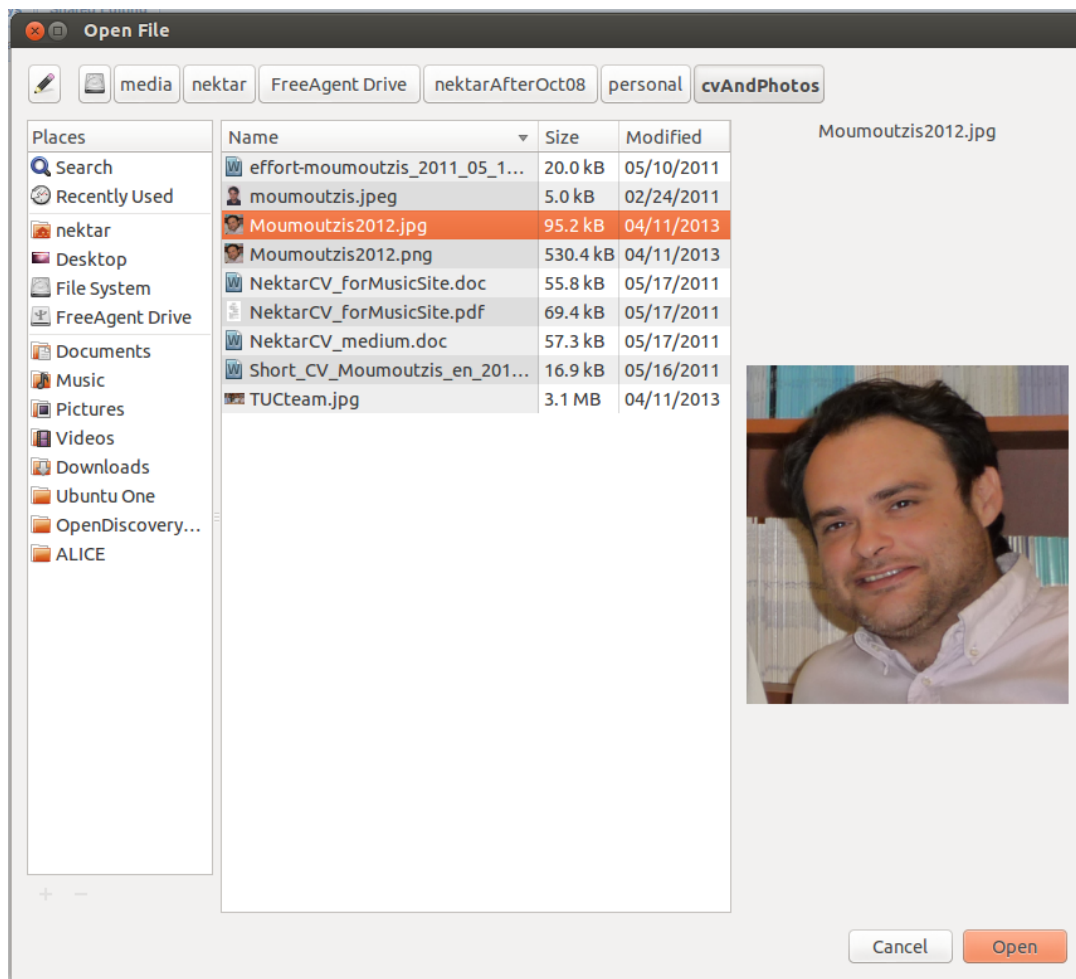 Open File
media nektar FreeAgent Drive nektarAfterOct08 personal cvAndPhotos
Places
Search
Recently Used
nektar
Desktop
File System
FreeAgent Drive
Documents
Music
Pictures
Videos
Downloads
Ubuntu One
OpenDiscovery...
ALICE
Name Size Modified
effort-moumoutzis_2011_05_1... 20.0 kB 05/10/2011
moumoutzis.jpeg 5.0 kB 02/24/2011
Moumoutzis2012.jpg 95.2 kB 04/11/2013
Moumoutzis2012.png 530.4 kB 04/11/2013
NektarCV_forMusicSite.doc 55.8 kB 05/17/2011
NektarCV_forMusicSite.pdf 69.4 kB 05/17/2011
NektarCV_medium.doc 57.3 kB 05/17/2011
Short_CV_Moumoutzis_en_201... 16.9 kB 05/16/2011
TUCteam.jpg 3.1 MB 04/11/2013
Moumoutzis2012.jpg
Cancel Open